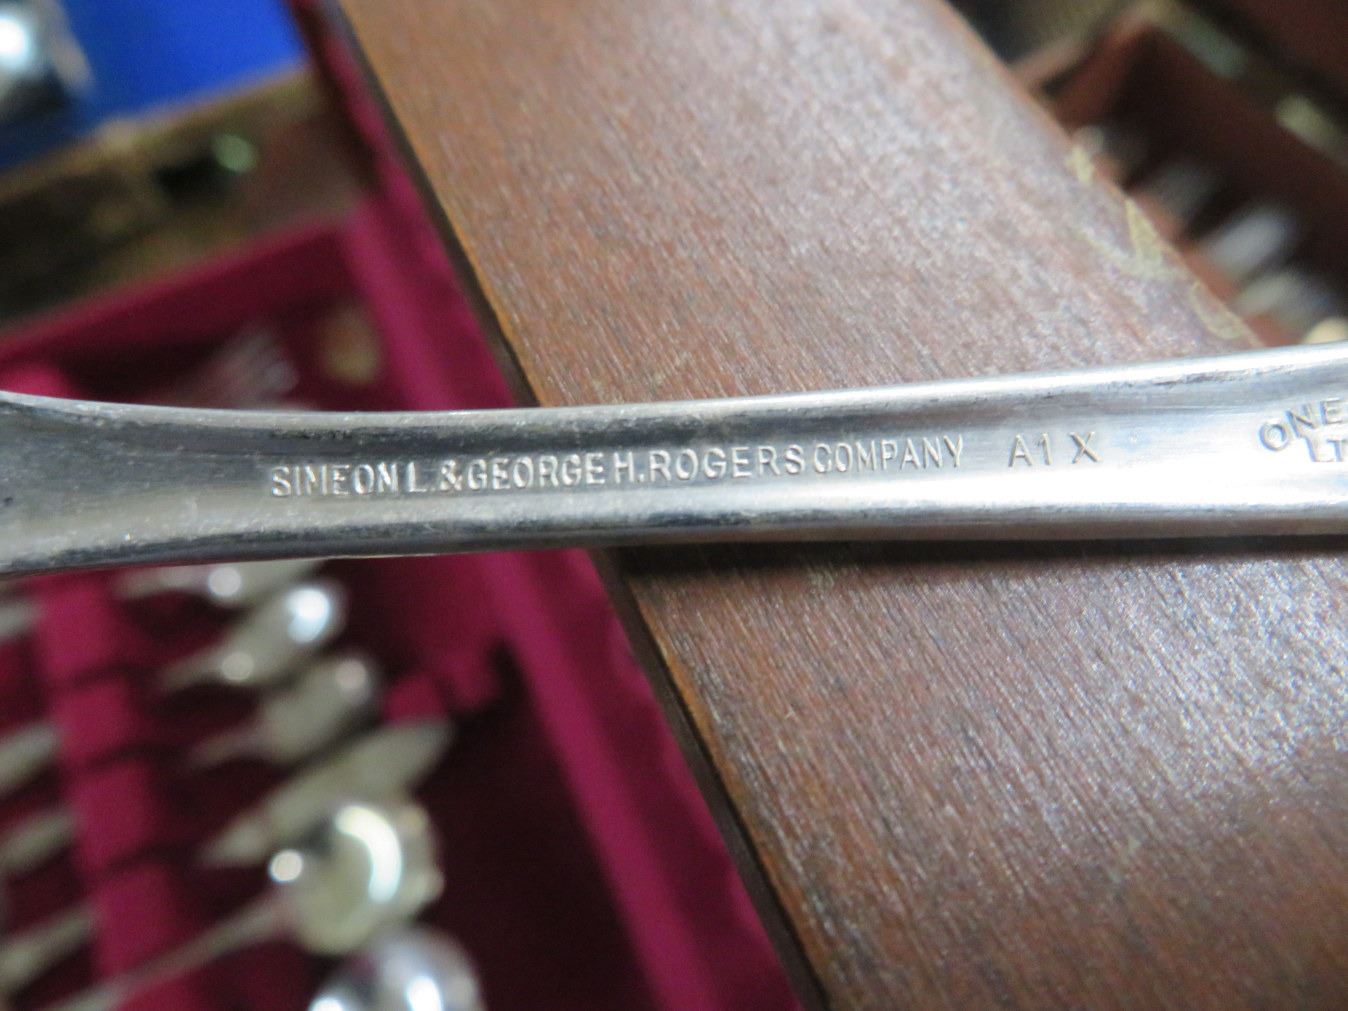 SIMEON L. & GEORGE H. ROGERS COMPANY A1 X
ONE
LT